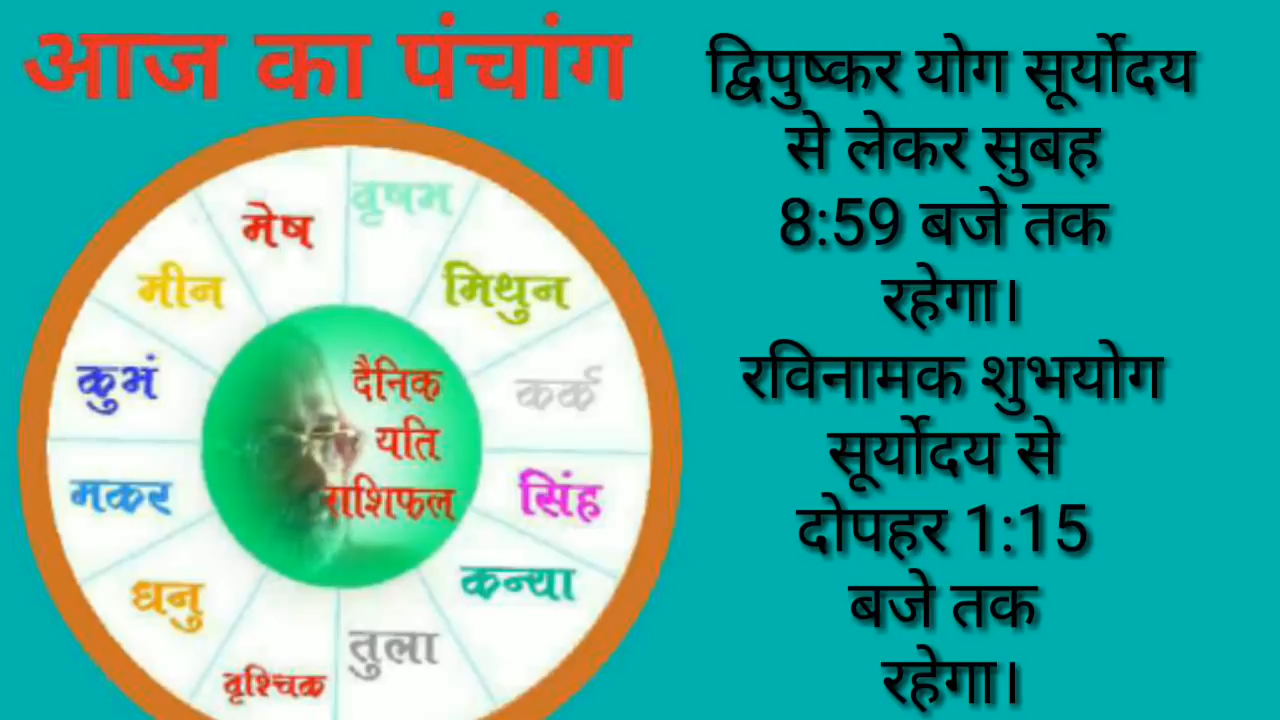 आज का पंचांग
द्विपुष्कर योग सूर्योदय
से लेकर सुबह
8:59 बजे तक
रहेगा।
रविनामक शुभयोग
सूर्योदय से
दोपहर 1:15
बजे तक
रहेगा।
मेष
वृषभ
मिथुन
कर्क
सिंह
कन्या
तुला
वृश्चिक
धनु
मकर
कुभं
मीन
दैनिक
यति
राशिफल